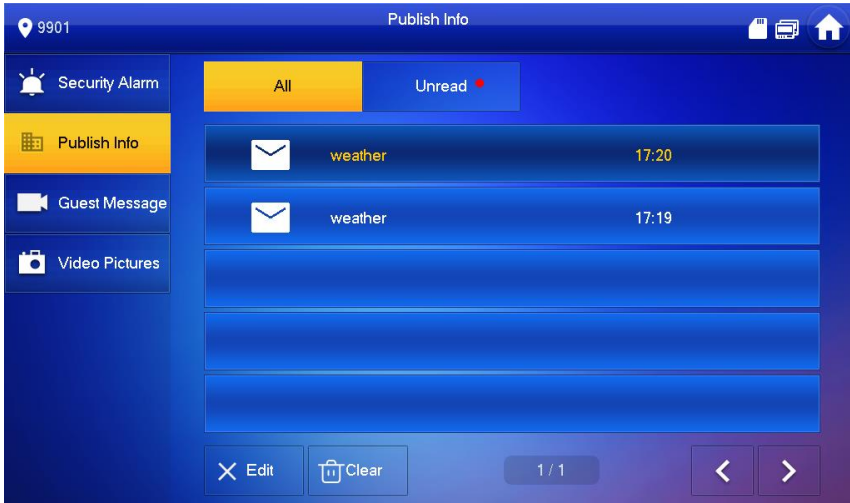 9901
Publish Info
Security Alarm
Publish Info
Guest Message
Video Pictures
All
Unread
weather 17:20
weather 17:19
Edit
Clear
1/1